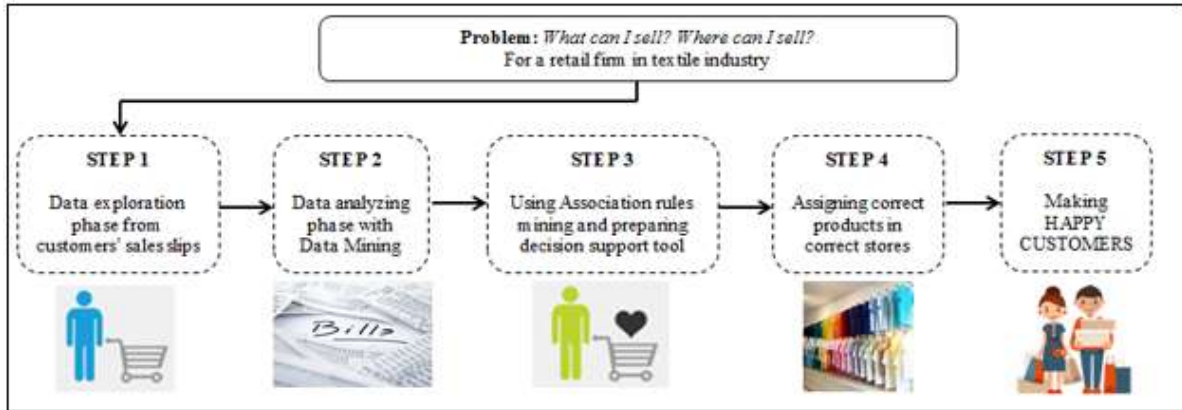 Problem: What can I sell? Where can I sell?
For a retail firm in textile industry
STEP 1
Data exploration
phase from
customers' sales slips
STEP 2
Data analyzing
phase with
Data Mining
STEP 3
Using Association rules
mining and preparing
decision support tool
STEP 4
Assigning correct
products in
correct stores
STEP 5
Making
HAPPY
CUSTOMERS
Bills